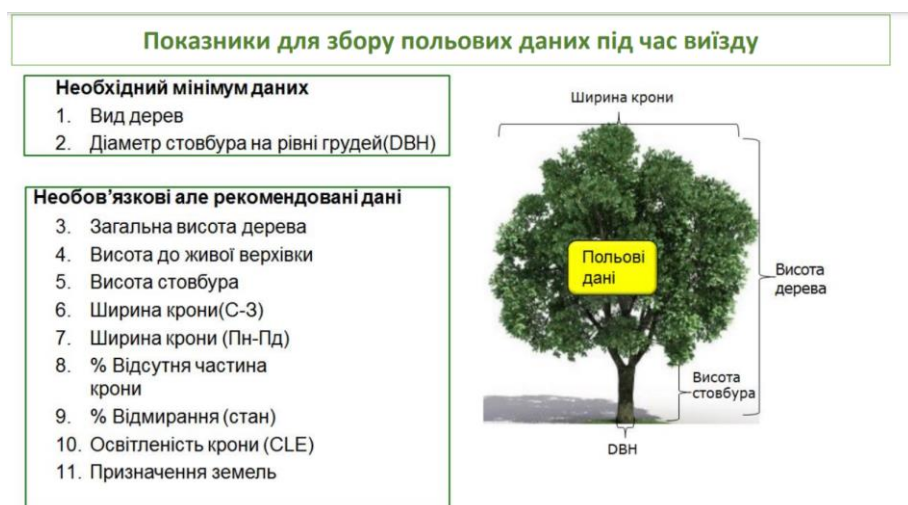 Показники для збору польових даних під час виїзду
Необхідний мінімум даних
1. Вид дерев
2. Діаметр стовбура на рівні грудей(DBH)
Необов'язкові але рекомендовані дані
3. Загальна висота дерева
4. Висота до живої верхівки
5. Висота стовбура
6. Ширина крони(С-З)
7. Ширина крони (Пн-Пд)
8. % Відсутня частина
крони
9. % Відмирання (стан)
10. Освітленість крони (CLE)
11. Призначення земель
Ширина крони
Польові
дані
Висота
дерева
Висота
стовбура
DBH